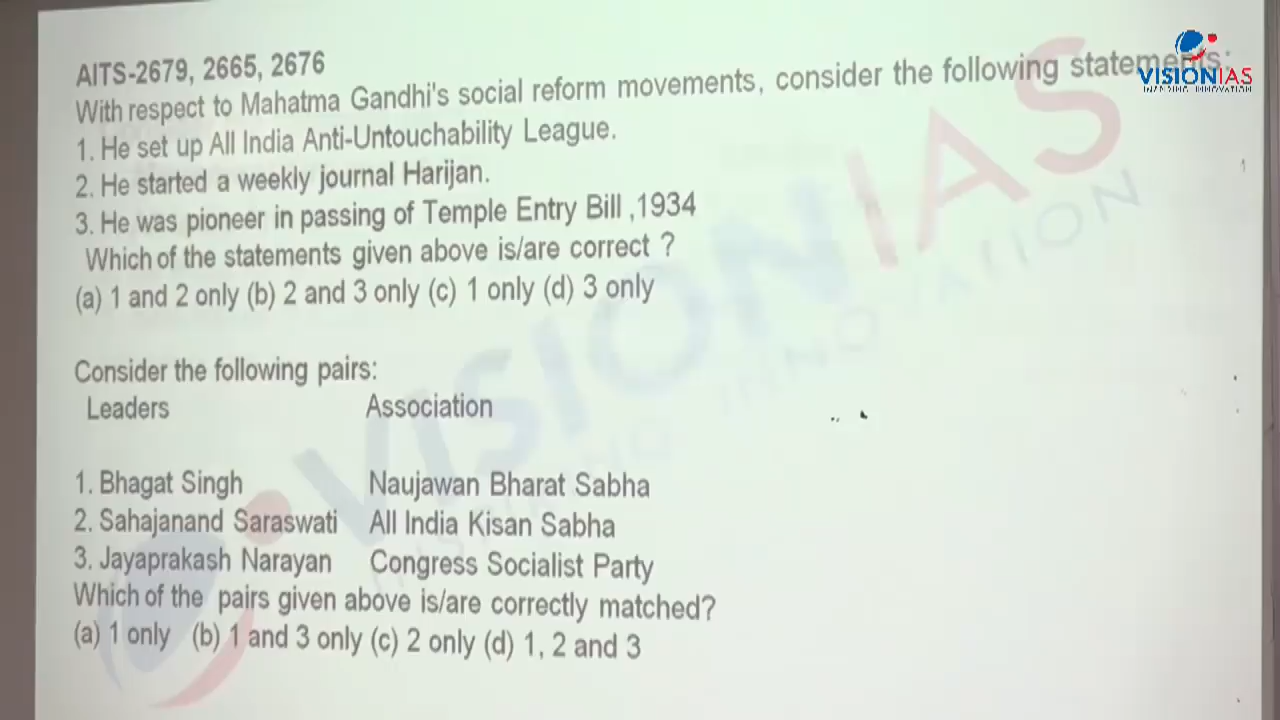 VISIONIAS
INSPIRING INNOVATION
AITS-2679, 2665, 2676
With respect to Mahatma Gandhi's social reform movements, consider the following statements:
1. He set up All India Anti-Untouchability League.
2. He started a weekly journal Harijan.
3. He was pioneer in passing of Temple Entry Bill ,1934
Which of the statements given above is/are correct ?
(a) 1 and 2 only (b) 2 and 3 only (c) 1 only (d) 3 only
Consider the following pairs:
Leaders Association
1. Bhagat Singh Naujawan Bharat Sabha
2. Sahajanand Saraswati All India Kisan Sabha
3. Jayaprakash Narayan Congress Socialist Party
Which of the pairs given above is/are correctly matched?
(a) 1 only (b) 1 and 3 only (c) 2 only (d) 1, 2 and 3